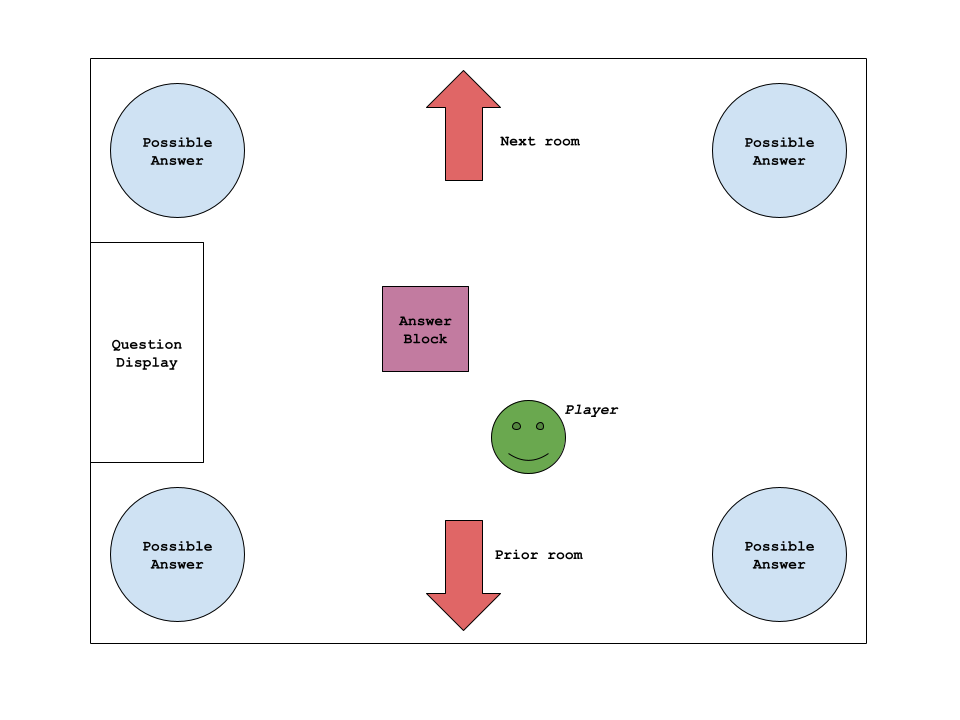 Possible
Answer
Next room
Possible
Answer
Question
Display
Answer
Block
Player
Possible
Answer
Prior room
Possible
Answer